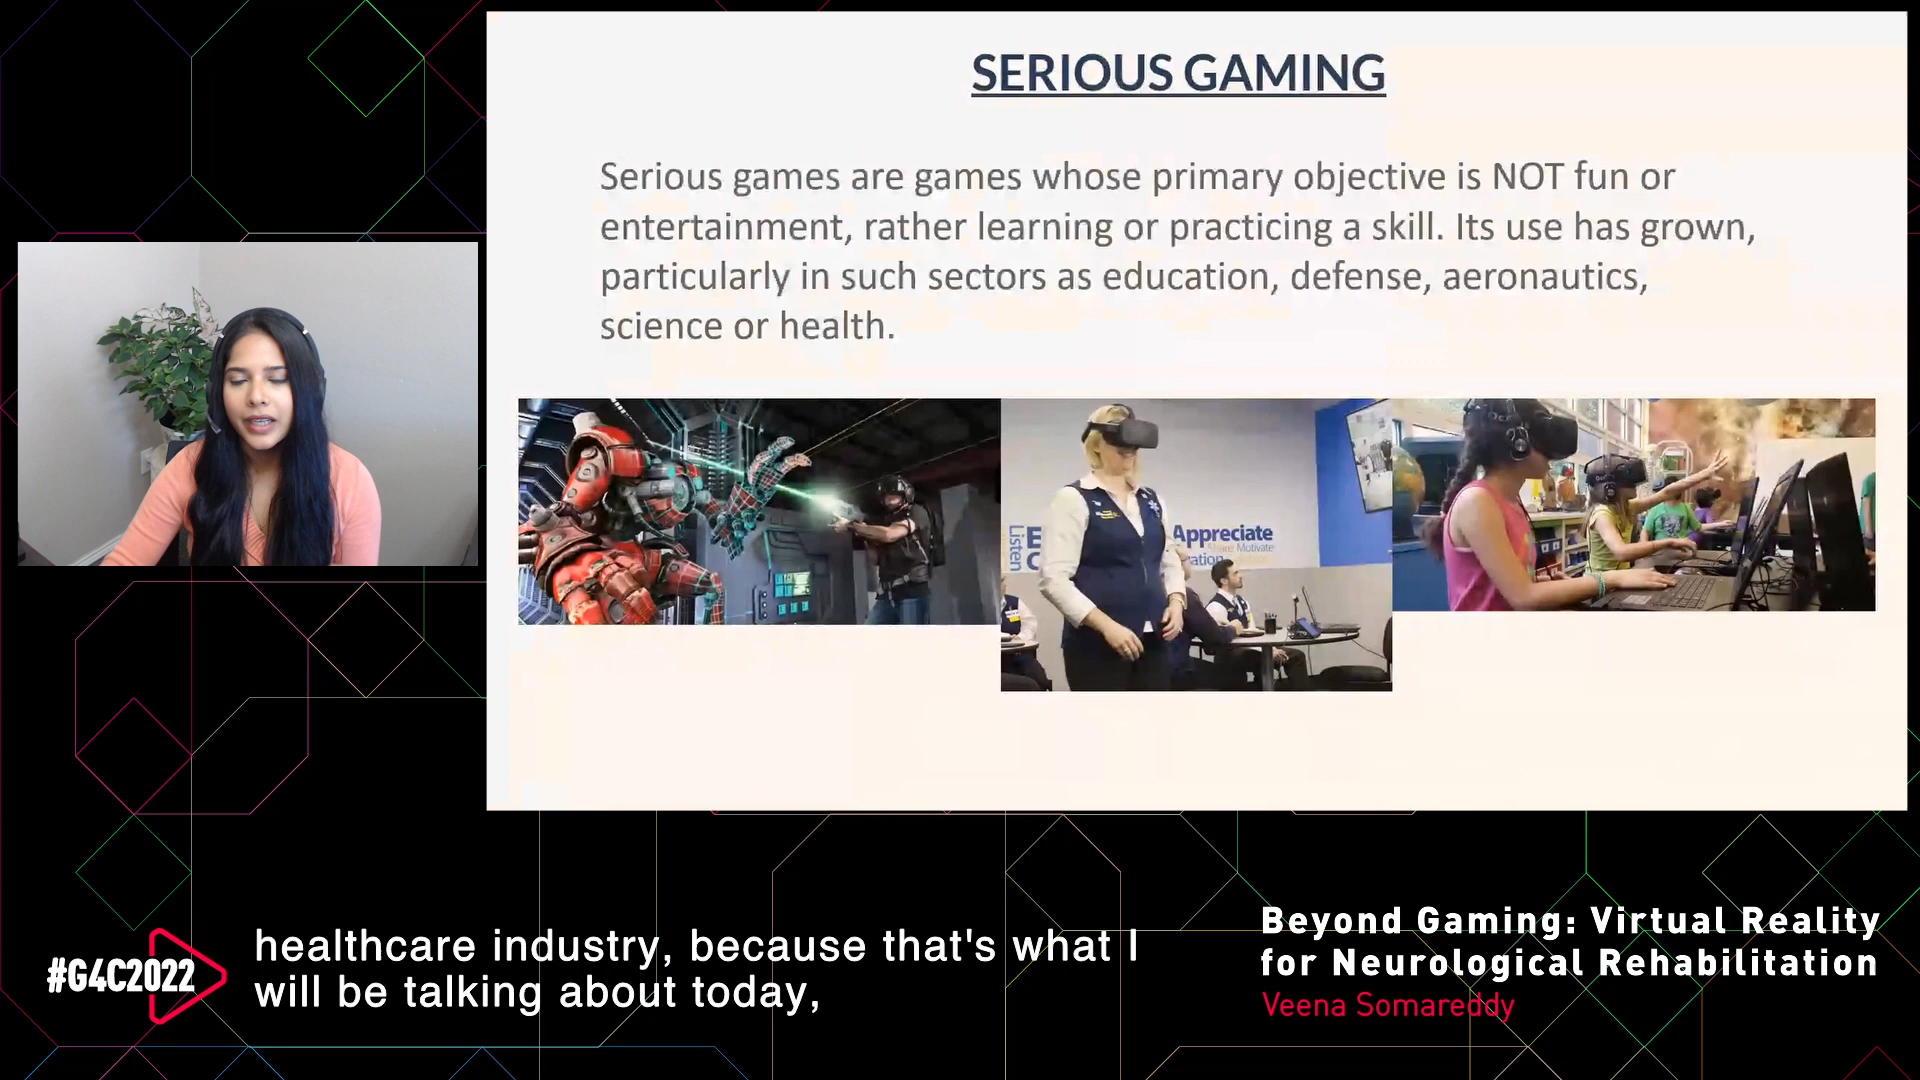 SERIOUS GAMING
Serious games are games whose primary objective is NOT fun or
entertainment, rather learning or practicing a skill. Its use has grown,
particularly in such sectors as education, defense, aeronautics,
science or health.
Listen
E
Appreciate
Share Motivate
#G4C2022
healthcare industry, because that's what I
will be talking about today,
Beyond Gaming: Virtual Reality
for Neurological Rehabilitation
Veena Somareddy